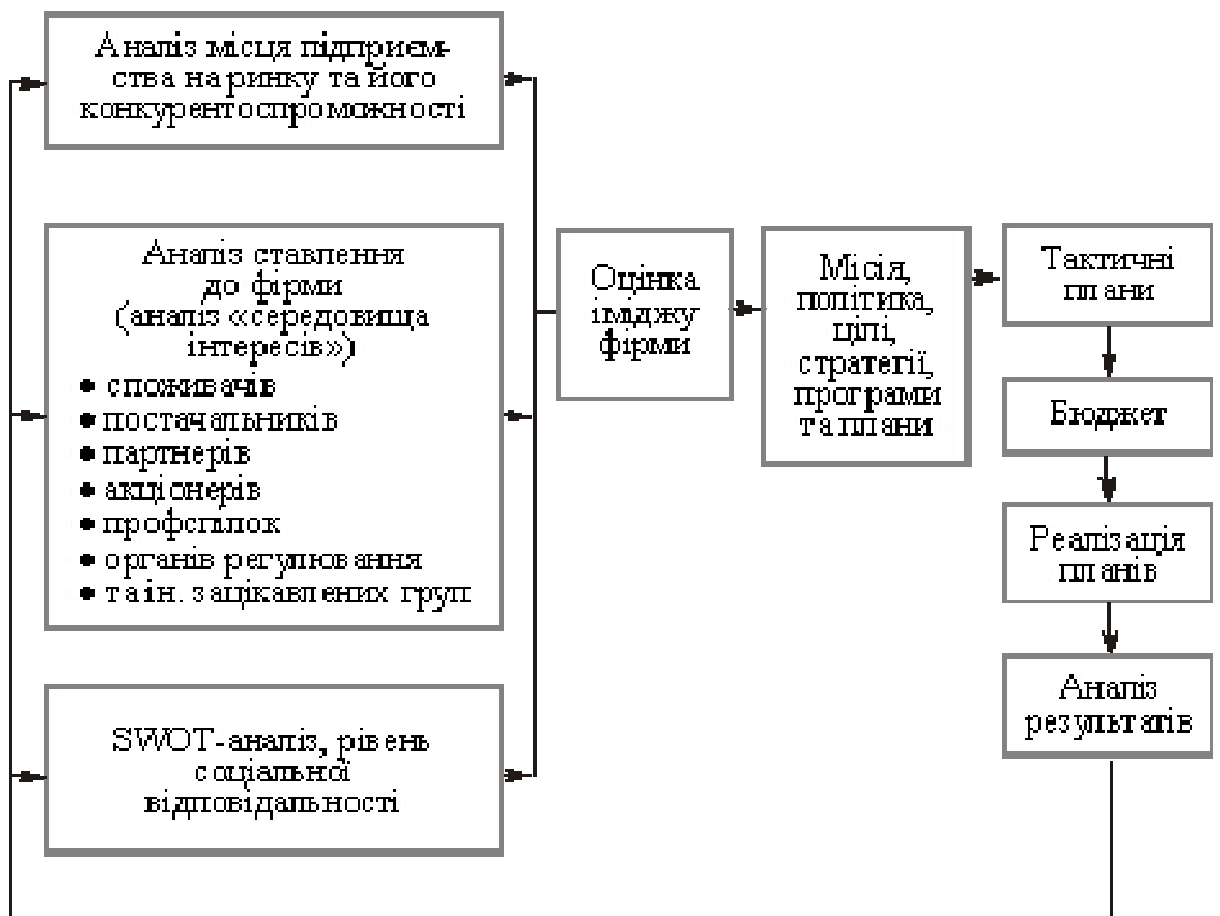 Аналіз місця підприєм-
ства на ринку та його
конкурентоспроможності
Аналіз ставлення
до фірми
(аналіз «середовища
інтересів»)
● споживачів
● постачальників
● партнерів
● акціонерів
● профспілок
● органів регулювання
● та ін. зацікавлених груп
SWOT-аналіз, рівень
соціальної
відповідальності
Оцінка
іміджу
фірми
Місія,
політика,
цілі,
стратегії,
програми
та плани
Тактичні
плани
Бюджет
Реалізація
планів
Аналіз
результатів